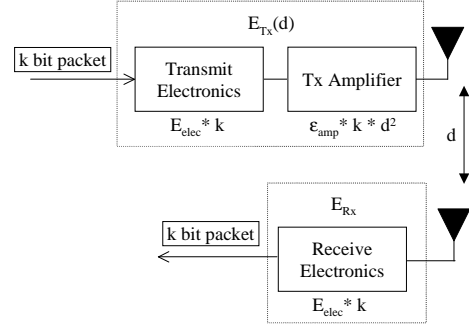 E_Tx(d)
k bit packet
Transmit
Electronics
Tx Amplifier
E_elec * k
ε_amp * k * d²
d
E_Rx
k bit packet
Receive
Electronics
E_elec * k